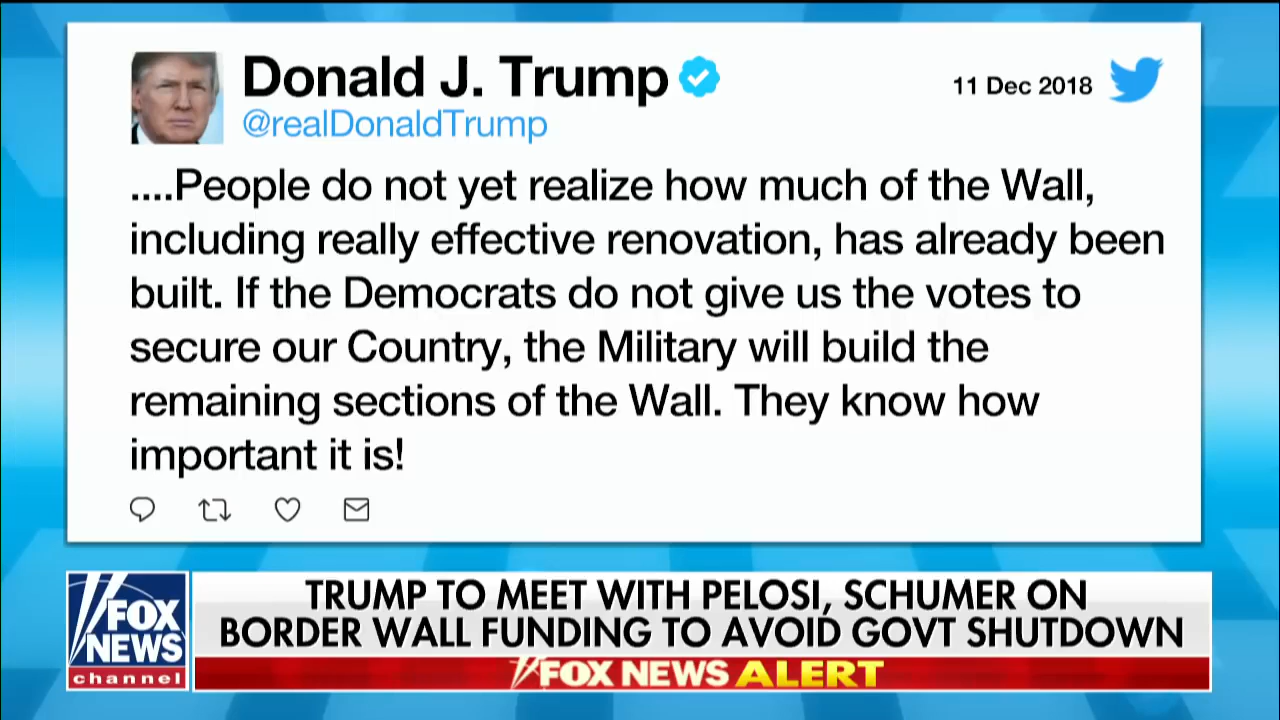 Donald J. Trump
11 Dec 2018
@realDonaldTrump
....People do not yet realize how much of the Wall,
including really effective renovation, has already been
built. If the Democrats do not give us the votes to
secure our Country, the Military will build the
remaining sections of the Wall. They know how
important it is!
FOX
NEWS
channel
TRUMP TO MEET WITH PELOSI, SCHUMER ON
BORDER WALL FUNDING TO AVOID GOVT SHUTDOWN
FOX NEWS ALERT